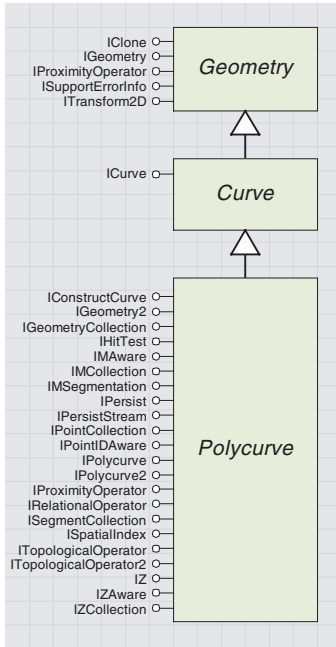 IClone
IGeometry
IProximityOperator
ISupportErrorInfo
ITransform2D
Geometry
ICurve
Curve
IConstructCurve
IGeometry2
IGeometryCollection
IHitTest
IMAware
IMCollection
IMSegmentation
IPersist
IPersistStream
IPointCollection
IPointIDAware
IPolycurve
IPolycurve2
IProximityOperator
IRelationalOperator
ISegmentCollection
ISpatialIndex
ITopologicalOperator
ITopologicalOperator2
IZ
IZAware
IZCollection
Polycurve